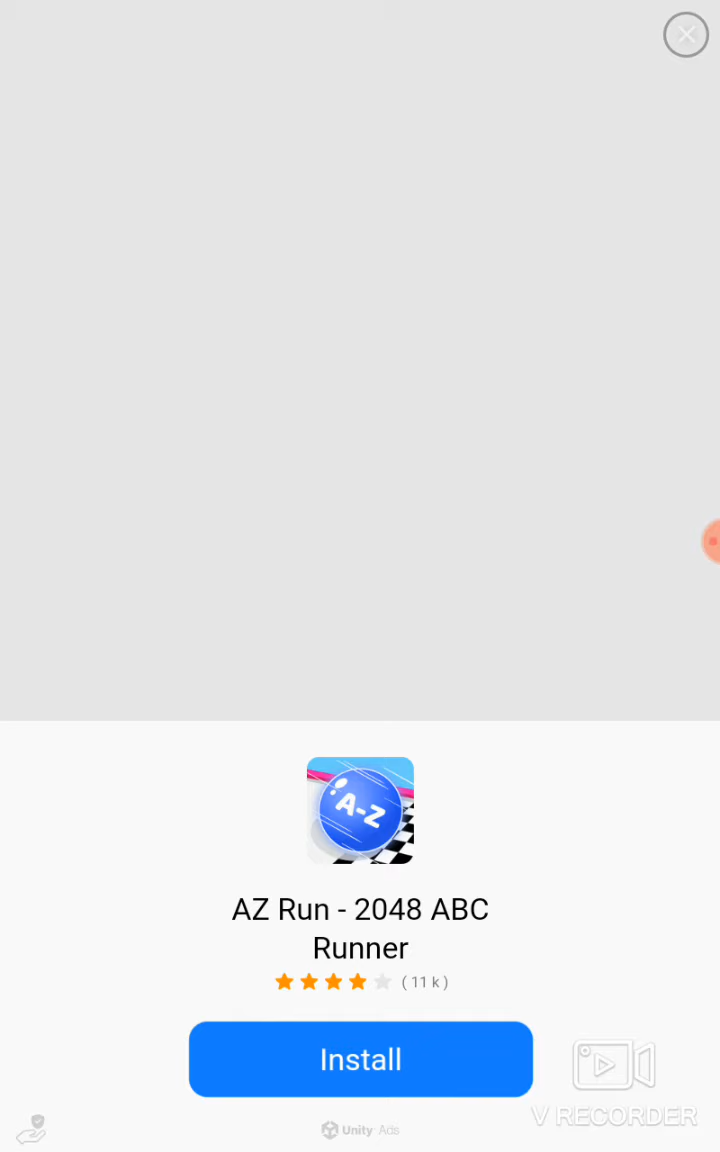 A-Z
AZ Run - 2048 ABC
Runner
( 11 k )
Install
V RECORDER
Unity Ads